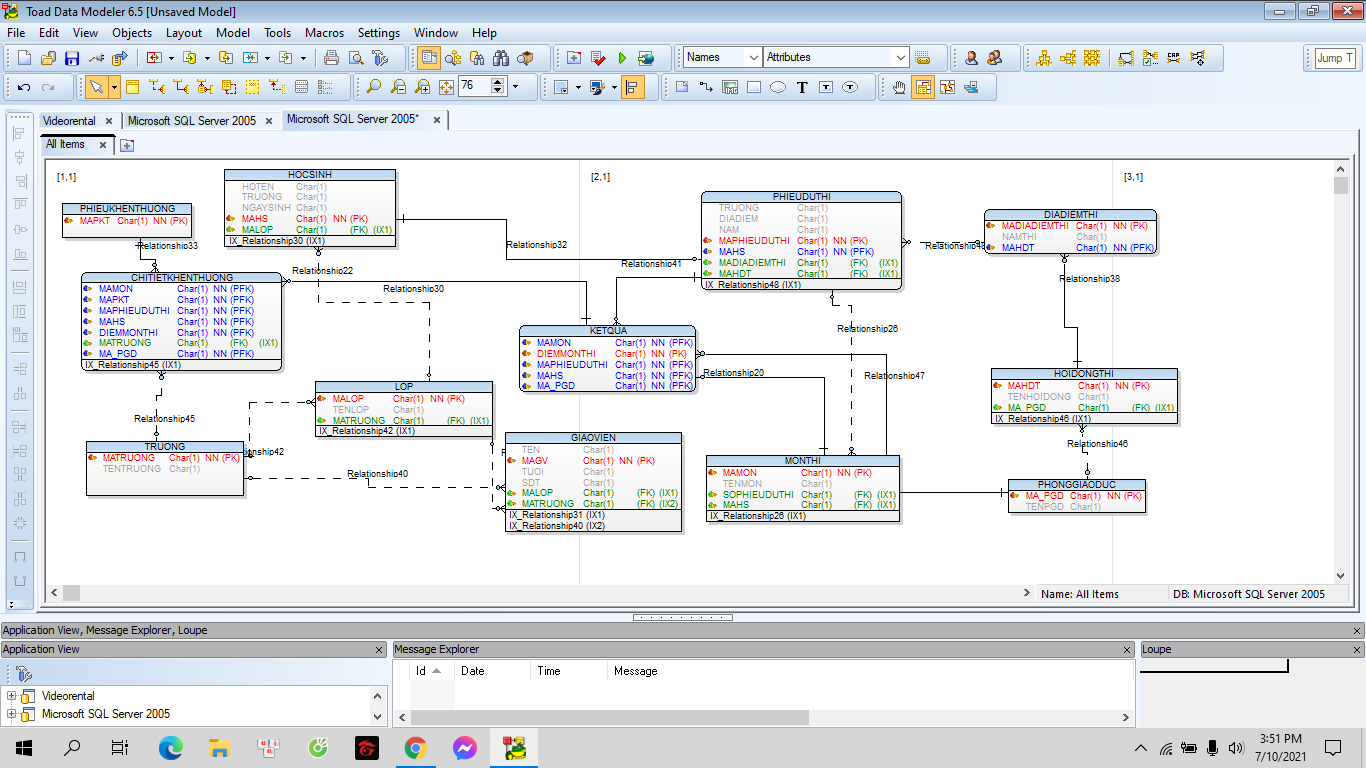 Toad Data Modeler 6.5 [Unsaved Model]
File Edit View Objects Layout Model Tools Macros Settings Window Help
Names Attributes Jump T
76
Videorental Microsoft SQL Server 2005 Microsoft SQL Server 2005*
All Items
[1,1] [2,1] [3,1]
HOCSINH
HOTEN Char(1)
TRUONG Char(1)
NGAYSINH Char(1)
MAHS Char(1) NN (PK)
MALOP Char(1) (FK) (IX1)
IX_Relationship30 (IX1)
PHIEUKHENTHUONG
MAPKT Char(1) NN (PK)
PHIEUDUTHI
TRUONG Char(1)
DIADIEM Char(1)
NAM Char(1)
MAPHIEUDUTHI Char(1) NN (PK)
MAHS Char(1) NN (PFK)
MADIADIEMTHI Char(1) (FK) (IX1)
MAHDT Char(1) (FK) (IX1)
IX_Relationship48 (IX1)
DIADIEMTHI
MADIADIEMTHI Char(1) NN (PK)
NAMTHI Char(1)
MAHDT Char(1) NN (PFK)
Relationship33
Relationship32
Relationship22
Relationship41
Relationship30
Relationship38
CHITIETKHENTHUONG
MAMON Char(1) NN (PFK)
MAPKT Char(1) NN (PFK)
MAPHIEUDUTHI Char(1) NN (PFK)
MAHS Char(1) NN (PFK)
DIEMMONTHI Char(1) NN (PFK)
MATRUONG Char(1) (FK) (IX1)
MA_PGD Char(1) NN (PFK)
IX_Relationship45 (IX1)
KETQUA
MAMON Char(1) NN (PFK)
DIEMMONTHI Char(1) NN (PK)
MAPHIEUDUTHI Char(1) NN (PFK)
MAHS Char(1) NN (PFK)
MA_PGD Char(1) NN (PFK)
Relationship26
Relationship20
Relationship47
HOIDONGTHI
MAHDT Char(1) NN (PK)
TENHOIDONG Char(1)
MA_PGD Char(1) (FK) (IX1)
IX_Relationship46 (IX1)
LOP
MALOP Char(1) NN (PK)
TENLOP Char(1)
MATRUONG Char(1) (FK) (IX1)
IX_Relationship42 (IX1)
Relationship45
Relationship46
TRUONG
MATRUONG Char(1) NN (PK)
TENTRUONG Char(1)
nship42
Relationship40
GIAOVIEN
TEN Char(1)
MAGV Char(1) NN (PK)
TUOI Char(1)
SDT Char(1)
MALOP Char(1) (FK) (IX1)
MATRUONG Char(1) (FK) (IX2)
IX_Relationship31 (IX1)
IX_Relationship40 (IX2)
MONTHI
MAMON Char(1) NN (PK)
TENMON Char(1)
SOPHIEUDUTHI Char(1) (FK) (IX1)
MAHS Char(1) (FK) (IX1)
IX_Relationship26 (IX1)
PHONGGIAODUC
MA_PGD Char(1) NN (PK)
TENPGD Char(1)
Name: All Items DB: Microsoft SQL Server 2005
Application View, Message Explorer, Loupe
Application View Message Explorer Loupe
Id Date Time Message
Videorental
Microsoft SQL Server 2005
3:51 PM
7/10/2021